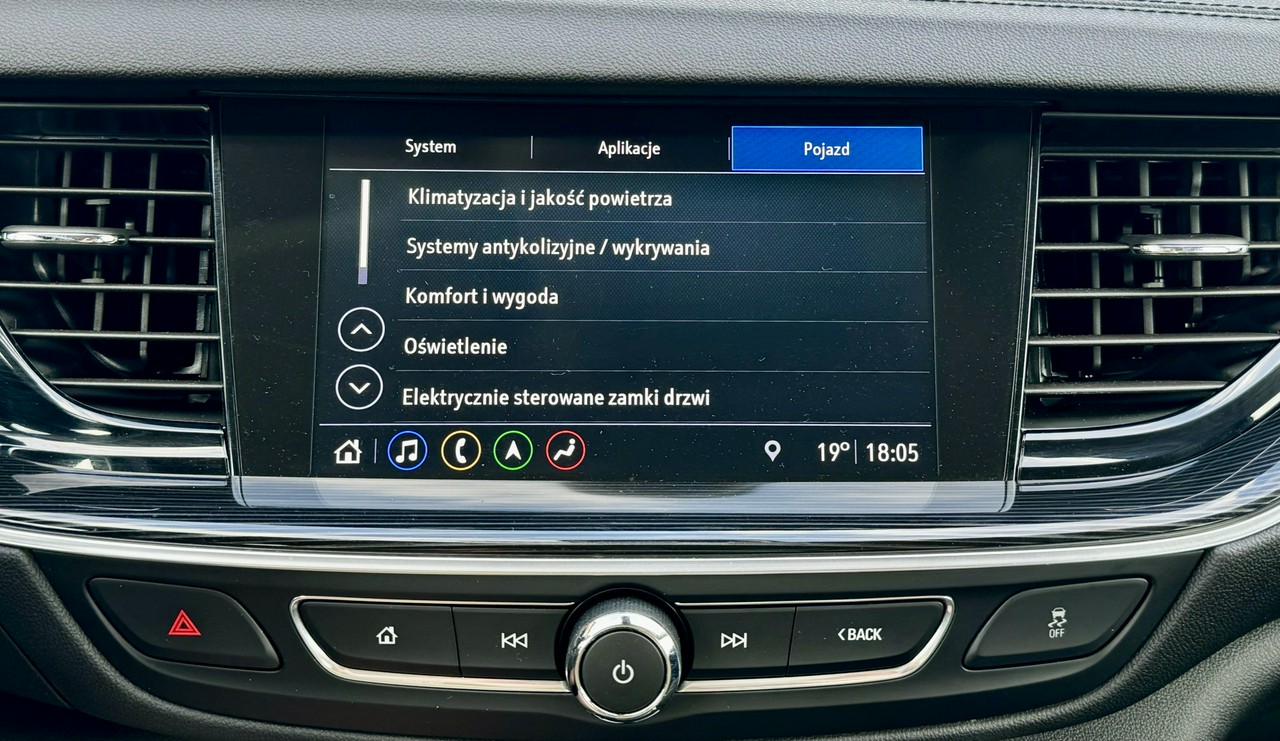 System Aplikacje Pojazd
Klimatyzacja i jakość powietrza
Systemy antykolizyjne / wykrywania
Komfort i wygoda
Oświetlenie
Elektrycznie sterowane zamki drzwi
19° 18:05
BACK
OFF